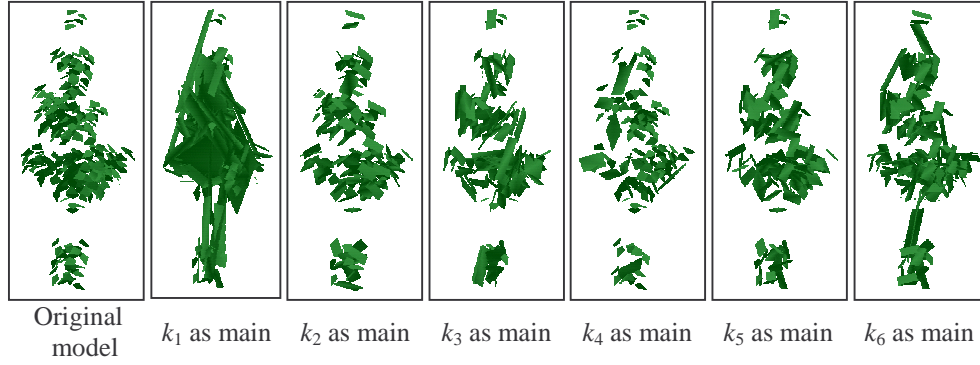 Original
model
k₁ as main
k₂ as main
k₃ as main
k₄ as main
k₅ as main
k₆ as main